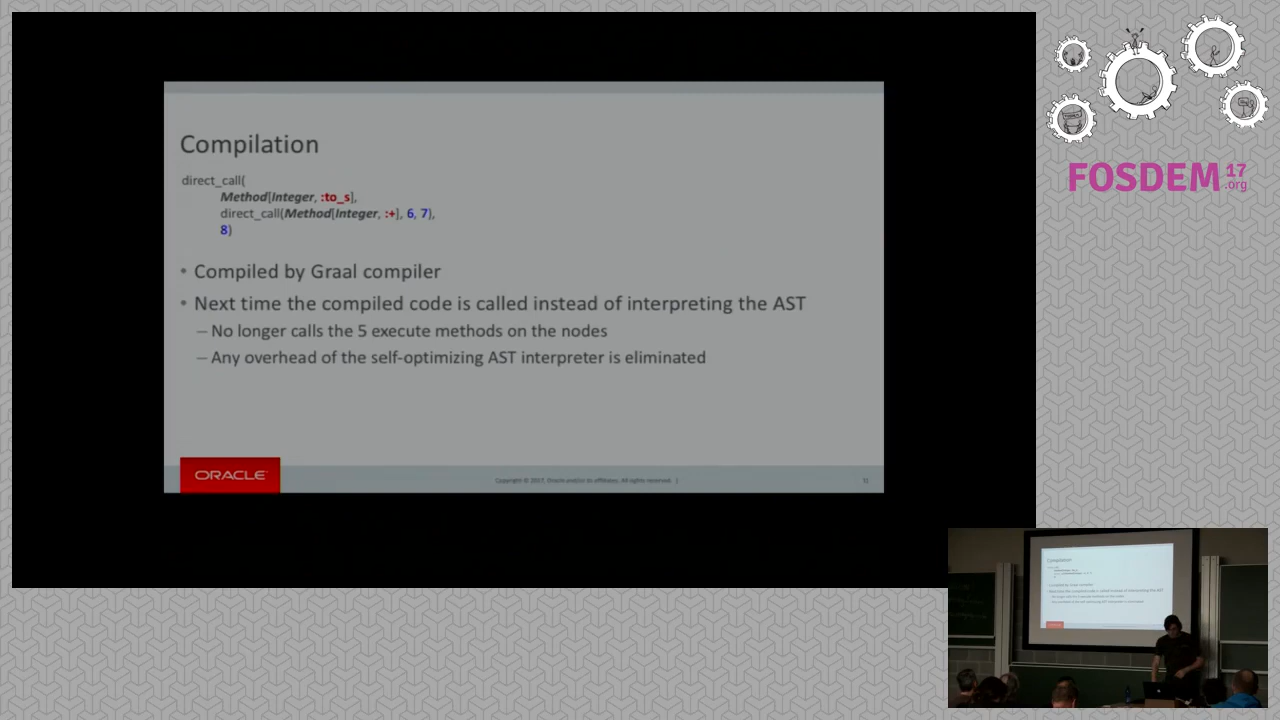 Compilation
direct_call(
Method[Integer, :to_s],
direct_call(Method[Integer, :+], 6, 7),
8)
• Compiled by Graal compiler
• Next time the compiled code is called instead of interpreting the AST
– No longer calls the 5 execute methods on the nodes
– Any overhead of the self-optimizing AST interpreter is eliminated
ORACLE
Copyright © 2017, Oracle and/or its affiliates. All rights reserved. |
FOSDEM 17
.org
Compilation